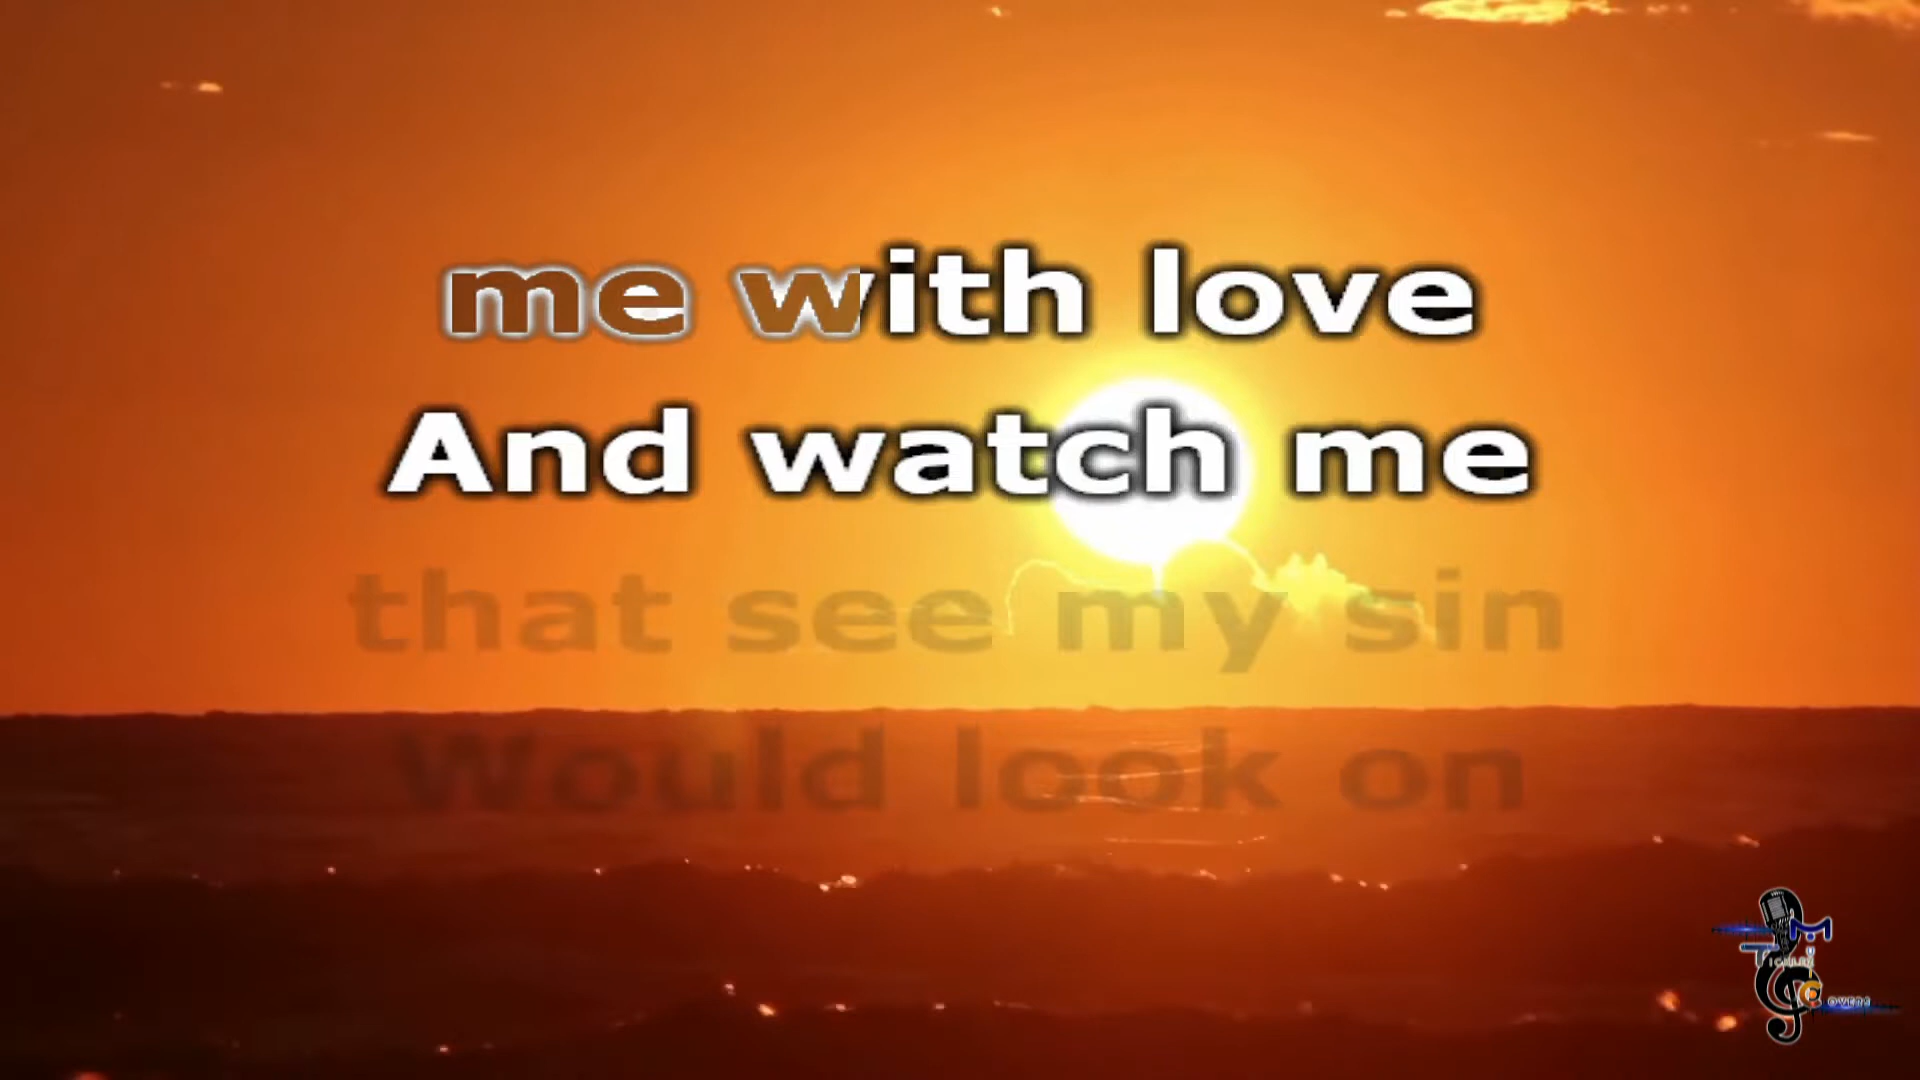 me with love
And watch me
that see my sin
Would look on